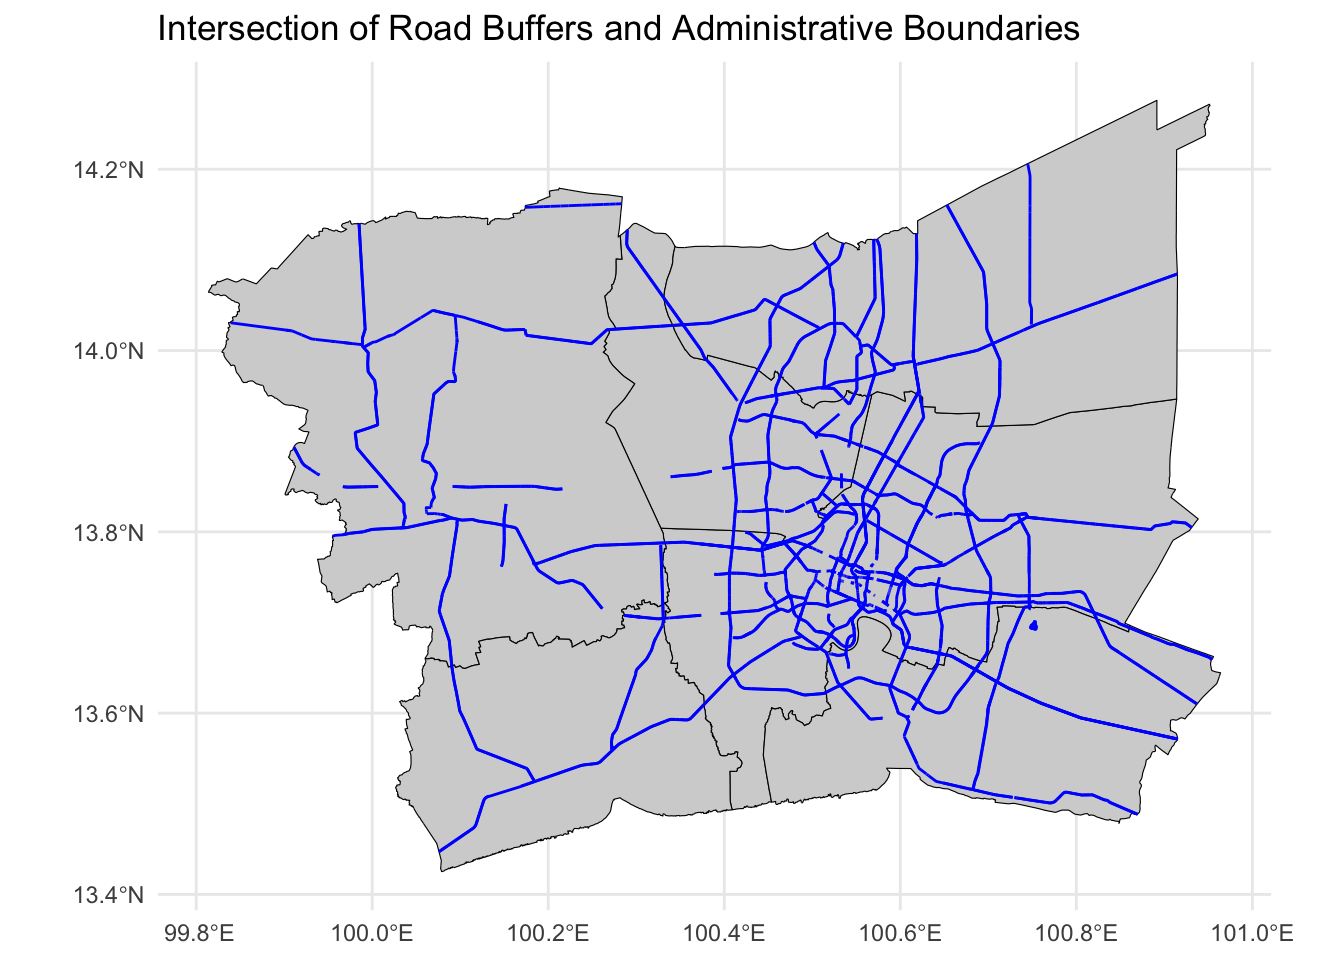 Intersection of Road Buffers and Administrative Boundaries
14.2°N
14.0°N
13.8°N
13.6°N
13.4°N
99.8°E
100.0°E
100.2°E
100.4°E
100.6°E
100.8°E
101.0°E